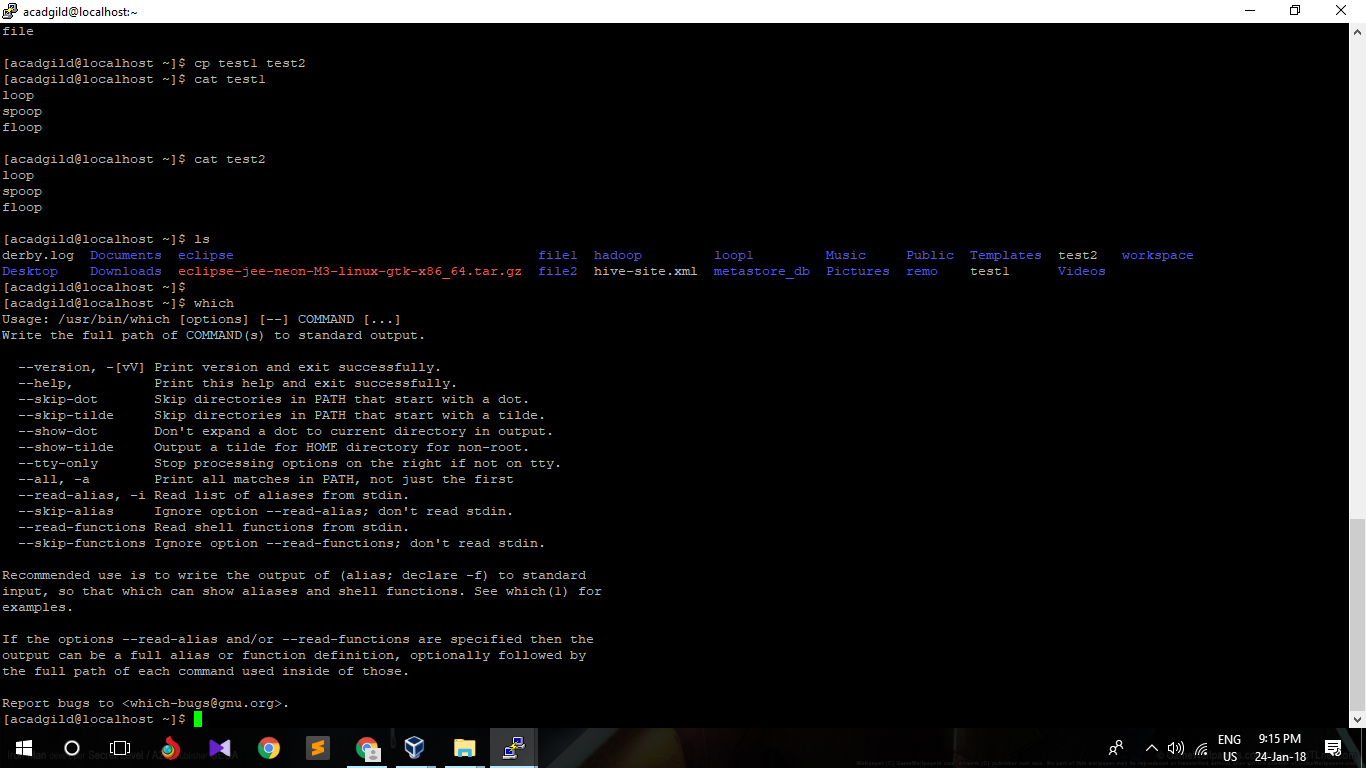 acadgild@localhost:~
file
[acadgild@localhost ~]$ cp test1 test2
[acadgild@localhost ~]$ cat test1
loop
spoop
floop
[acadgild@localhost ~]$ cat test2
loop
spoop
floop
[acadgild@localhost ~]$ ls
derby.log  Documents  eclipse                                      file1  hadoop         loop1         Music     Public  Templates  test2   workspace
Desktop    Downloads  eclipse-jee-neon-M3-linux-gtk-x86_64.tar.gz  file2  hive-site.xml  metastore_db  Pictures  remo    test1      Videos
[acadgild@localhost ~]$
[acadgild@localhost ~]$ which
Usage: /usr/bin/which [options] [--] COMMAND [...]
Write the full path of COMMAND(s) to standard output.
  --version, -[vV] Print version and exit successfully.
  --help,          Print this help and exit successfully.
  --skip-dot       Skip directories in PATH that start with a dot.
  --skip-tilde     Skip directories in PATH that start with a tilde.
  --show-dot       Don't expand a dot to current directory in output.
  --show-tilde     Output a tilde for HOME directory for non-root.
  --tty-only       Stop processing options on the right if not on tty.
  --all, -a        Print all matches in PATH, not just the first
  --read-alias, -i Read list of aliases from stdin.
  --skip-alias     Ignore option --read-alias; don't read stdin.
  --read-functions Read shell functions from stdin.
  --skip-functions Ignore option --read-functions; don't read stdin.
Recommended use is to write the output of (alias; declare -f) to standard
input, so that which can show aliases and shell functions. See which(1) for
examples.
If the options --read-alias and/or --read-functions are specified then the
output can be a full alias or function definition, optionally followed by
the full path of each command used inside of those.
Report bugs to <which-bugs@gnu.org>.
[acadgild@localhost ~]$
ENG
US
9:15 PM
24-Jan-18